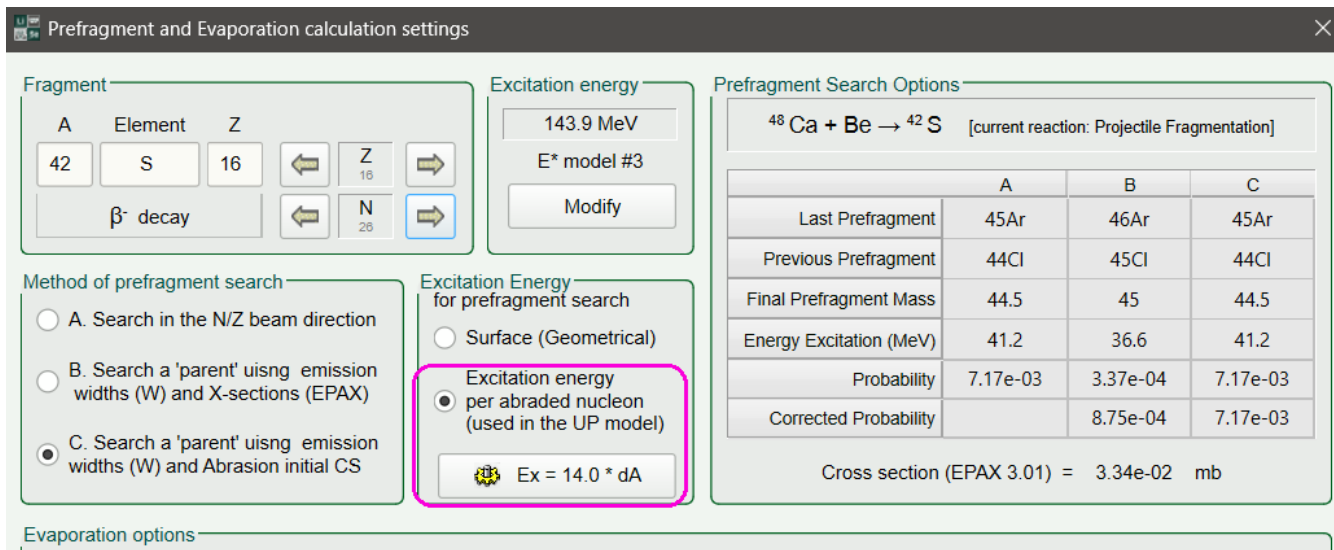 Prefragment and Evaporation calculation settings
Fragment
A Element Z
42 S 16 Z 16
β- decay N 26
Excitation energy
143.9 MeV
E* model #3
Modify
Method of prefragment search
A. Search in the N/Z beam direction
B. Search a 'parent' uisng emission
widths (W) and X-sections (EPAX)
C. Search a 'parent' uisng emission
widths (W) and Abrasion initial CS
Excitation Energy
for prefragment search
Surface (Geometrical)
Excitation energy
per abraded nucleon
(used in the UP model)
Ex = 14.0 * dA
Prefragment Search Options
48 Ca + Be → 42 S [current reaction: Projectile Fragmentation]
A B C
Last Prefragment 45Ar 46Ar 45Ar
Previous Prefragment 44Cl 45Cl 44Cl
Final Prefragment Mass 44.5 45 44.5
Energy Excitation (MeV) 41.2 36.6 41.2
Probability 7.17e-03 3.37e-04 7.17e-03
Corrected Probability 8.75e-04 7.17e-03
Cross section (EPAX 3.01) = 3.34e-02 mb
Evaporation options